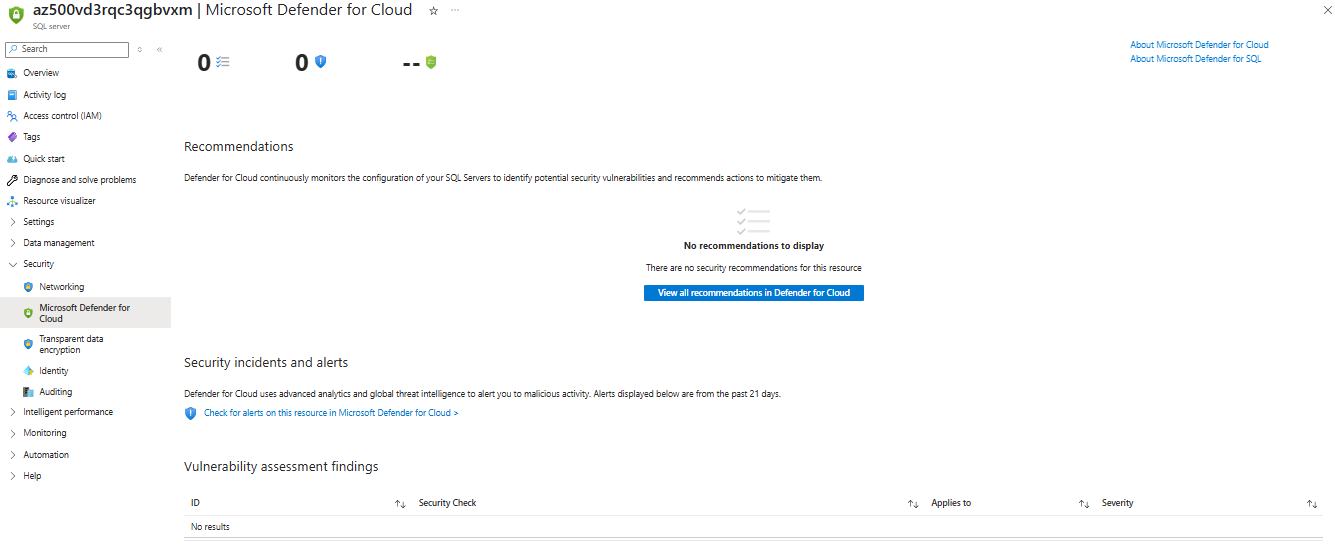 az500vd3rqc3qgbvxm | Microsoft Defender for Cloud
SQL server
Search
Overview
Activity log
Access control (IAM)
Tags
Quick start
Diagnose and solve problems
Resource visualizer
Settings
Data management
Security
Networking
Microsoft Defender for
Cloud
Transparent data
encryption
Identity
Auditing
Intelligent performance
Monitoring
Automation
Help
0
0
--
About Microsoft Defender for Cloud
About Microsoft Defender for SQL
Recommendations
Defender for Cloud continuously monitors the configuration of your SQL Servers to identify potential security vulnerabilities and recommends actions to mitigate them.
No recommendations to display
There are no security recommendations for this resource
View all recommendations in Defender for Cloud
Security incidents and alerts
Defender for Cloud uses advanced analytics and global threat intelligence to alert you to malicious activity. Alerts displayed below are from the past 21 days.
Check for alerts on this resource in Microsoft Defender for Cloud >
Vulnerability assessment findings
ID Security Check Applies to Severity
No results